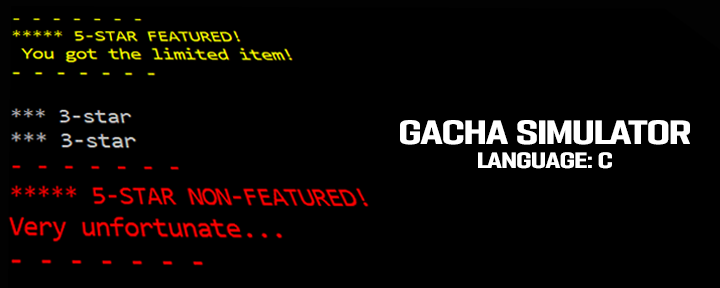 - - - - - - -
***** 5-STAR FEATURED!
You got the limited item!
- - - - - - -
*** 3-star
*** 3-star
- - - - - - -
***** 5-STAR NON-FEATURED!
Very unfortunate...
- - - - - - -
GACHA SIMULATOR
LANGUAGE: C